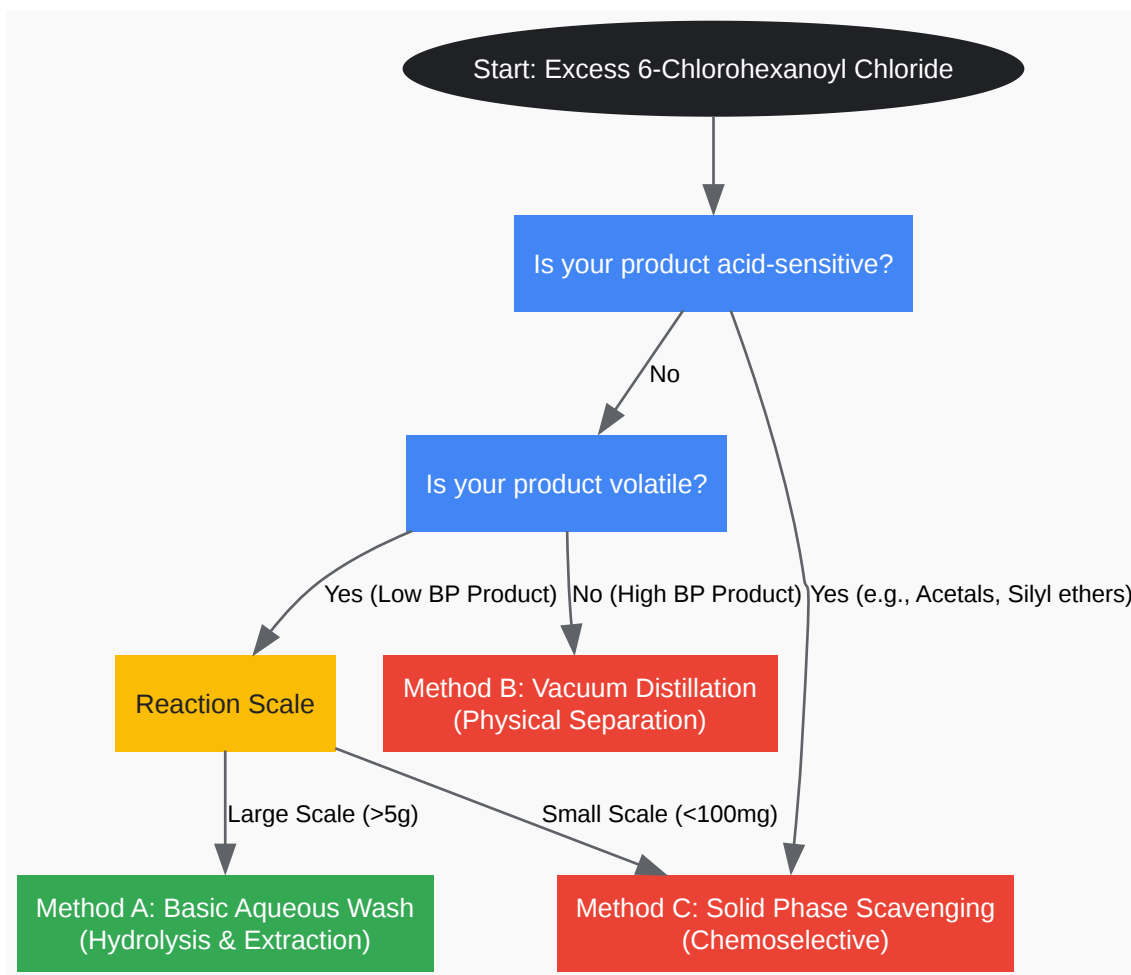 Start: Excess 6-Chlorohexanoyl Chloride
Is your product acid-sensitive?
No
Is your product volatile?
Yes (Low BP Product)
No (High BP Product)
Yes (e.g., Acetals, Silyl ethers)
Reaction Scale
Method B: Vacuum Distillation
(Physical Separation)
Large Scale (>5g)
Small Scale (<100mg)
Method A: Basic Aqueous Wash
(Hydrolysis & Extraction)
Method C: Solid Phase Scavenging
(Chemoselective)